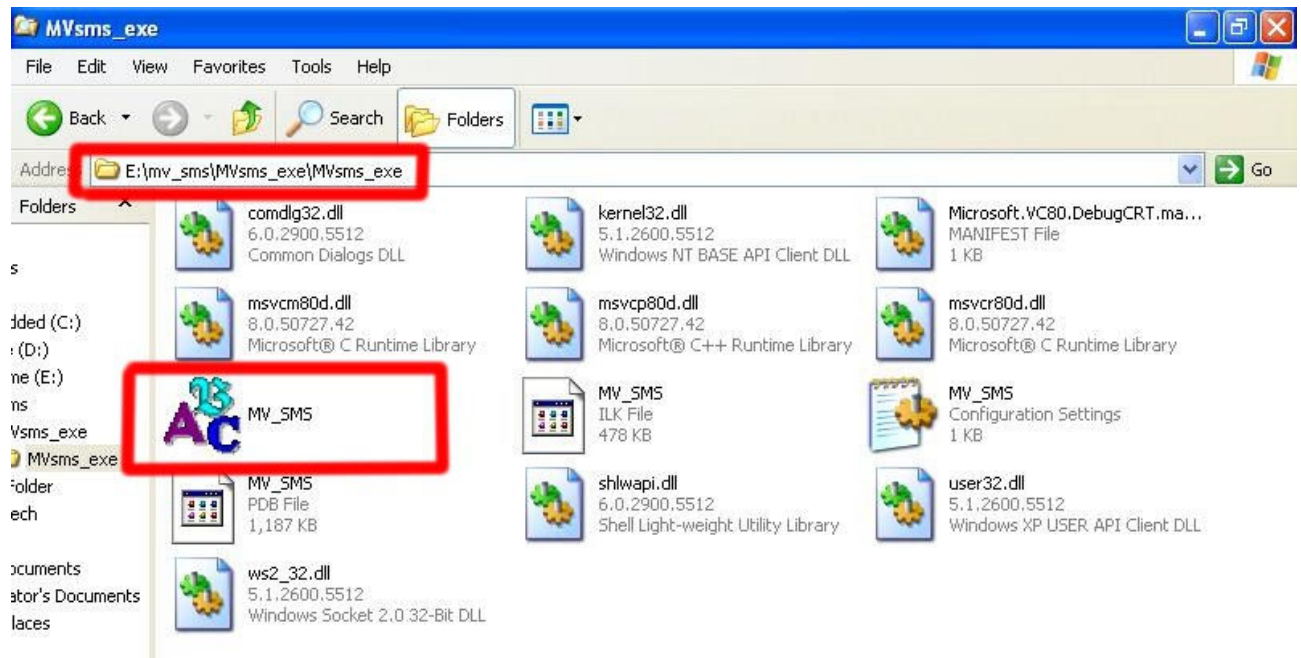 MVsms_exe
File Edit View Favorites Tools Help
Back Search Folders
Address E:\mv_sms\MVsms_exe\MVsms_exe Go
Folders
comdlg32.dll
6.0.2900.5512
Common Dialogs DLL
kernel32.dll
5.1.2600.5512
Windows NT BASE API Client DLL
Microsoft.VC80.DebugCRT.ma...
MANIFEST File
1 KB
msvcm80d.dll
8.0.50727.42
Microsoft® C Runtime Library
msvcp80d.dll
8.0.50727.42
Microsoft® C++ Runtime Library
msvcr80d.dll
8.0.50727.42
Microsoft® C Runtime Library
MV_SMS
MV_SMS
ILK File
478 KB
MV_SMS
Configuration Settings
1 KB
MV_SMS
PDB File
1,187 KB
shlwapi.dll
6.0.2900.5512
Shell Light-weight Utility Library
user32.dll
5.1.2600.5512
Windows XP USER API Client DLL
ws2_32.dll
5.1.2600.5512
Windows Socket 2.0 32-Bit DLL
s
dded (C:)
(D:)
me (E:)
ms
Vsms_exe
MVsms_exe
Folder
ech
ocuments
ator's Documents
laces